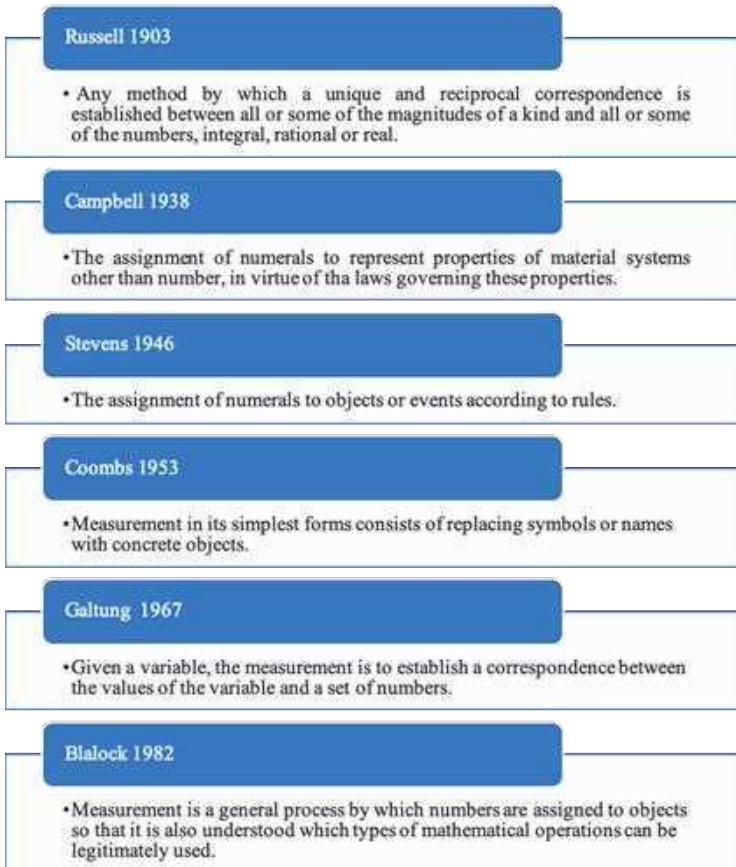 Russell 1903
• Any method by which a unique and reciprocal correspondence is
established between all or some of the magnitudes of a kind and all or some
of the numbers, integral, rational or real.
Campbell 1938
•The assignment of numerals to represent properties of material systems
other than number, in virtue of tha laws governing these properties.
Stevens 1946
•The assignment of numerals to objects or events according to rules.
Coombs 1953
•Measurement in its simplest forms consists of replacing symbols or names
with concrete objects.
Galtung 1967
•Given a variable, the measurement is to establish a correspondence between
the values of the variable and a set of numbers.
Blalock 1982
•Measurement is a general process by which numbers are assigned to objects
so that it is also understood which types of mathematical operations can be
legitimately used.